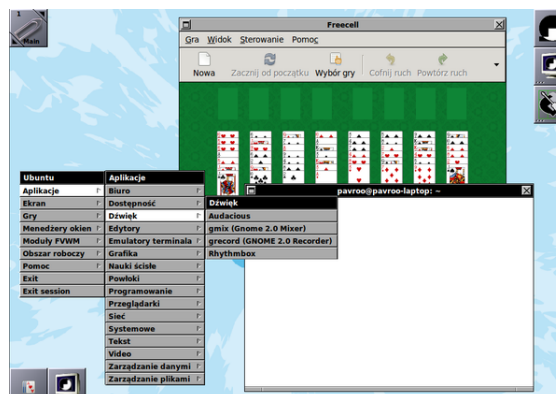 1
Main
Freecell
Gra Widok Sterowanie Pomoc
Nowa Zacznij od początku Wybór gry Cofnij ruch Powtórz ruch
pavroo@pavroo-laptop: ~
Ubuntu
Aplikacje
Ekran
Gry
Menedżery okien
Moduły FVWM
Obszar roboczy
Pomoc
Exit
Exit session
Aplikacje
Biuro
Dostępność
Dźwięk
Edytory
Emulatory terminala
Grafika
Nauki ścisłe
Powłoki
Programowanie
Przeglądarki
Sieć
Systemowe
Tekst
Video
Zarządzanie danymi
Zarządzanie plikami
Dźwięk
Audacious
gmix (Gnome 2.0 Mixer)
grecord (GNOME 2.0 Recorder)
Rhythmbox